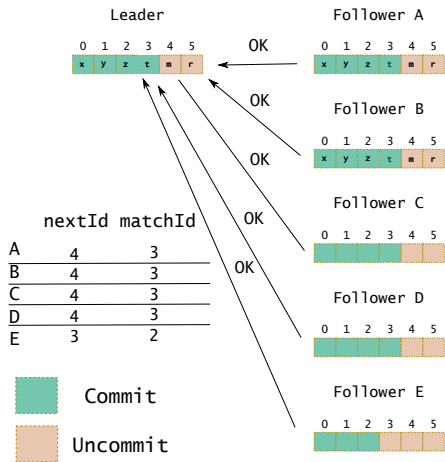 Leader
0 1 2 3 4 5
x y z t m r
OK
OK
OK
OK
OK
Follower A
0 1 2 3 4 5
x y z t m r
Follower B
0 1 2 3 4 5
x y z t m r
Follower C
0 1 2 3 4 5
Follower D
0 1 2 3 4 5
Follower E
0 1 2 3 4 5
nextId matchId
A 4 3
B 4 3
C 4 3
D 4 3
E 3 2
Commit
Uncommit